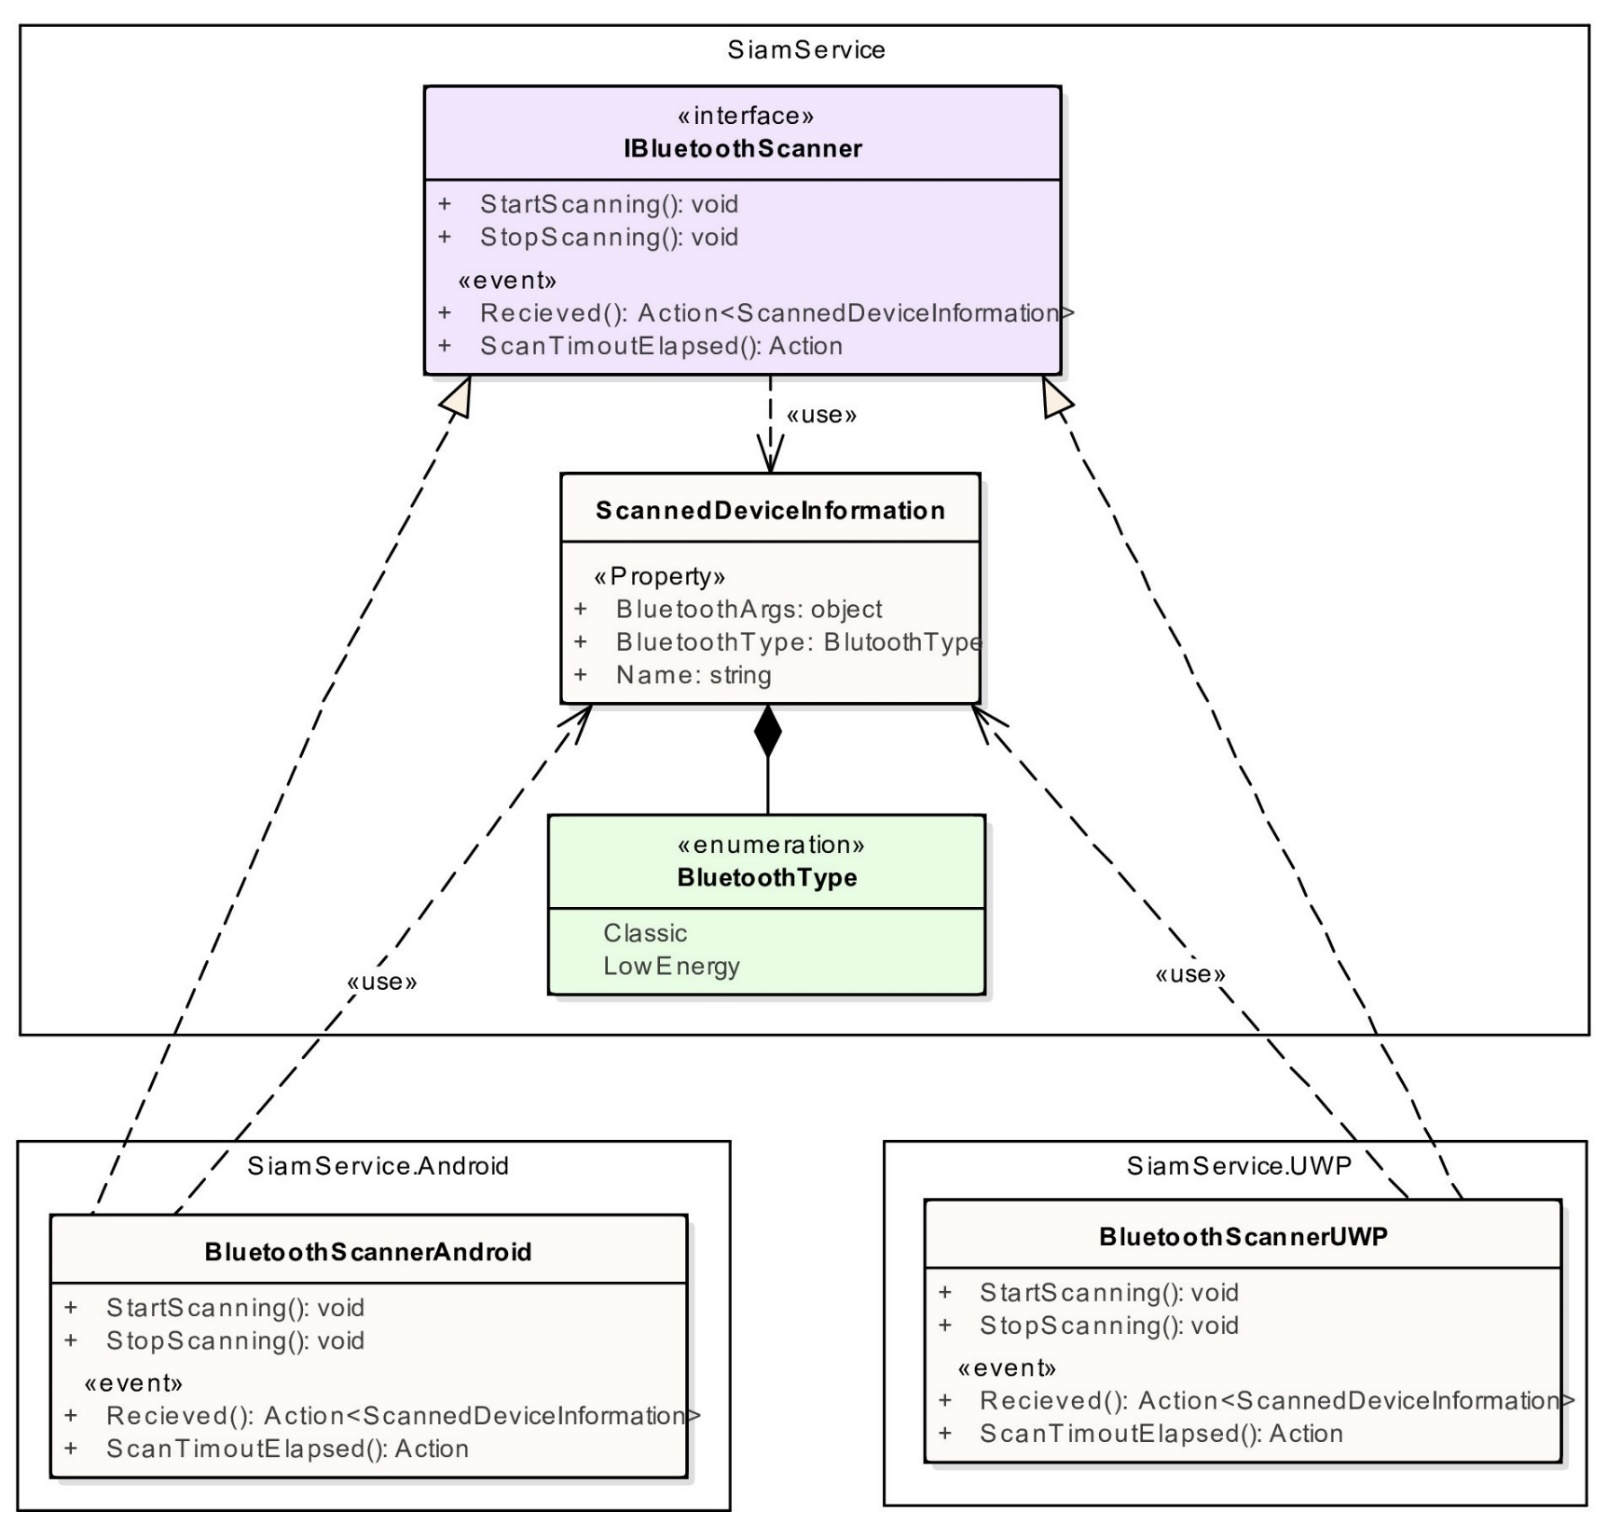 SiamService
«interface»
IBluetoothScanner
+ StartScanning(): void
+ StopScanning(): void
«event»
+ Recieved(): Action<ScannedDeviceInformation>
+ ScanTimoutElapsed(): Action
«use»
ScannedDeviceInformation
«Property»
+ BluetoothArgs: object
+ BluetoothType: BlutoothType
+ Name: string
«enumeration»
BluetoothType
Classic
LowEnergy
«use»
«use»
SiamService.Android
BluetoothScannerAndroid
+ StartScanning(): void
+ StopScanning(): void
«event»
+ Recieved(): Action<ScannedDeviceInformation>
+ ScanTimoutElapsed(): Action
SiamService.UWP
BluetoothScannerUWP
+ StartScanning(): void
+ StopScanning(): void
«event»
+ Recieved(): Action<ScannedDeviceInformation>
+ ScanTimoutElapsed(): Action